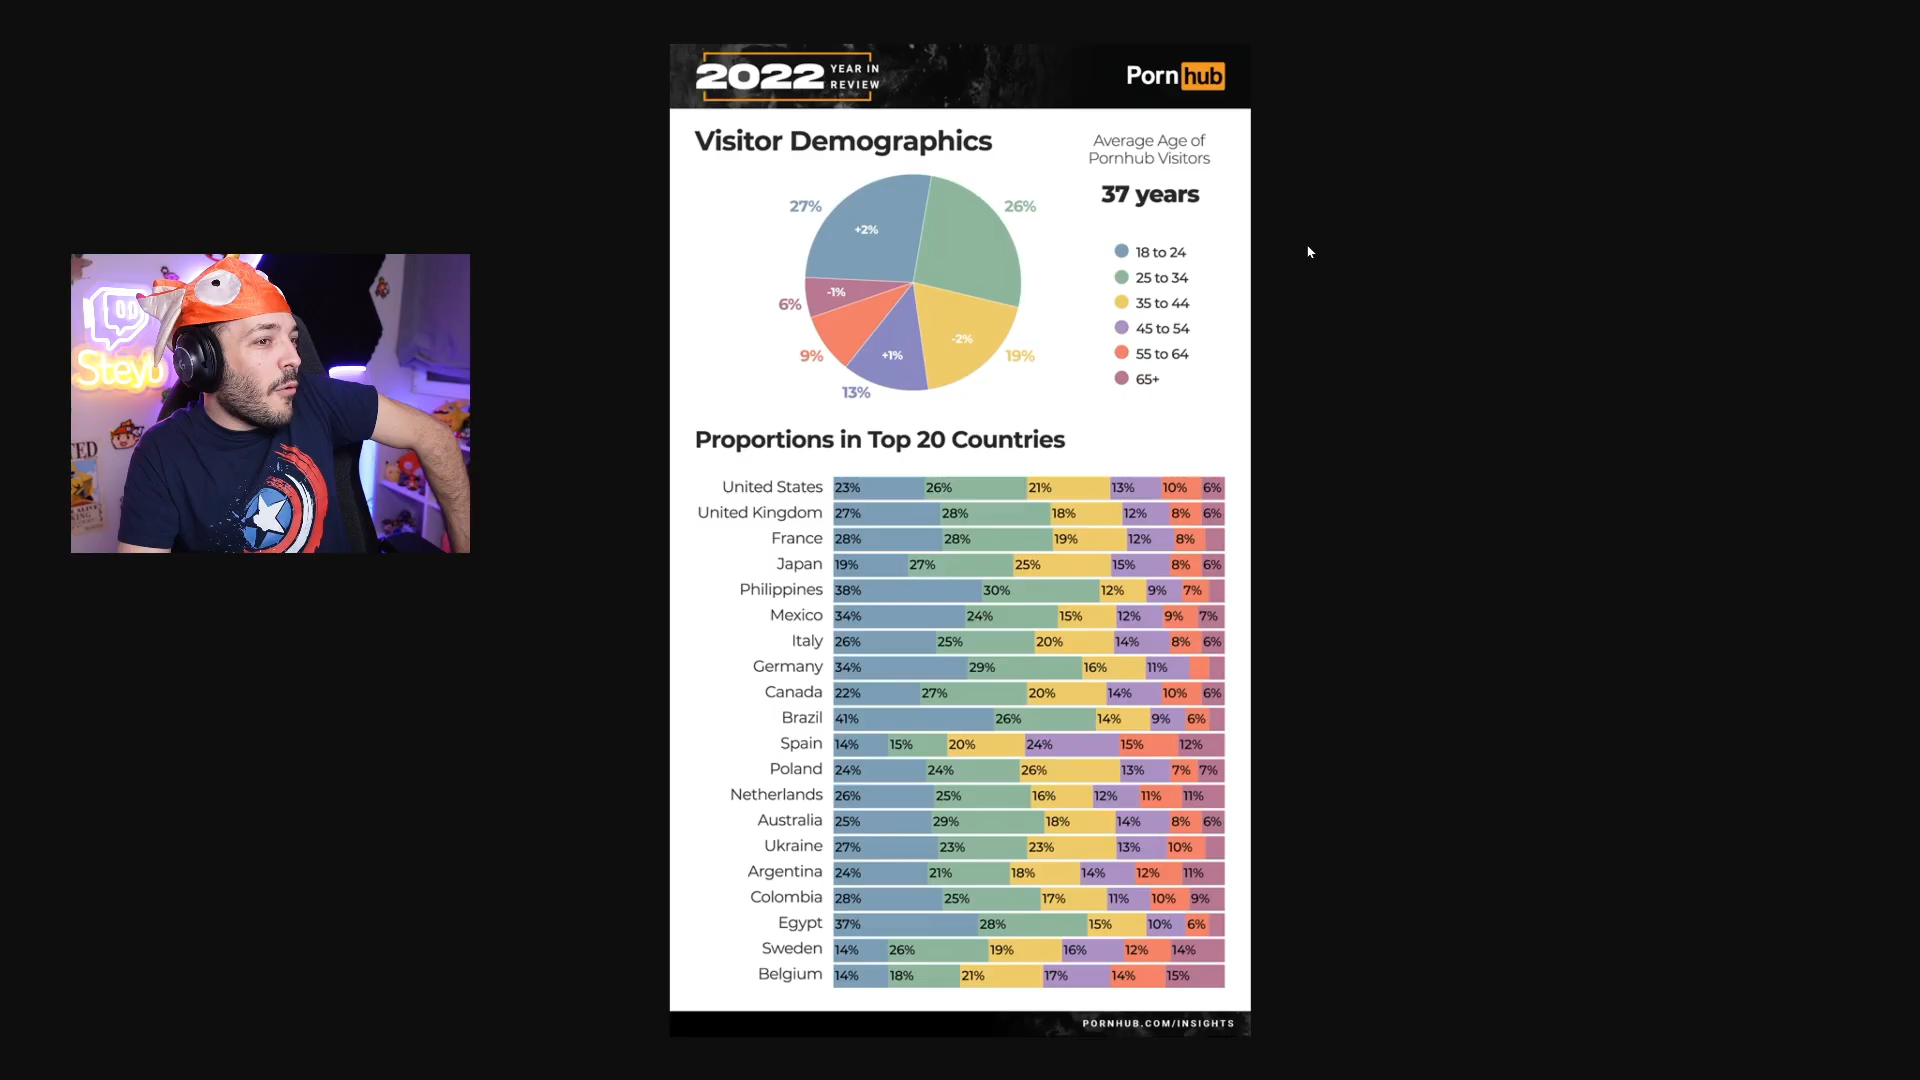 2022 YEAR IN
REVIEW
Pornhub
Visitor Demographics
Average Age of
Pornhub Visitors
37 years
27%
+2%
26%
6%
-1%
9%
+1%
13%
-2%
19%
18 to 24
25 to 34
35 to 44
45 to 54
55 to 64
65+
Steyb
Proportions in Top 20 Countries
United States 23% 26% 21% 13% 10% 6%
United Kingdom 27% 28% 18% 12% 8% 6%
France 28% 28% 19% 12% 8%
Japan 19% 27% 25% 15% 8% 6%
Philippines 38% 30% 12% 9% 7%
Mexico 34% 24% 15% 12% 9% 7%
Italy 26% 25% 20% 14% 8% 6%
Germany 34% 29% 16% 11%
Canada 22% 27% 20% 14% 10% 6%
Brazil 41% 26% 14% 9% 6%
Spain 14% 15% 20% 24% 15% 12%
Poland 24% 24% 26% 13% 7% 7%
Netherlands 26% 25% 16% 12% 11% 11%
Australia 25% 29% 18% 14% 8% 6%
Ukraine 27% 23% 23% 13% 10%
Argentina 24% 21% 18% 14% 12% 11%
Colombia 28% 25% 17% 11% 10% 9%
Egypt 37% 28% 15% 10% 6%
Sweden 14% 26% 19% 16% 12% 14%
Belgium 14% 18% 21% 17% 14% 15%
PORNHUB.COM/INSIGHTS